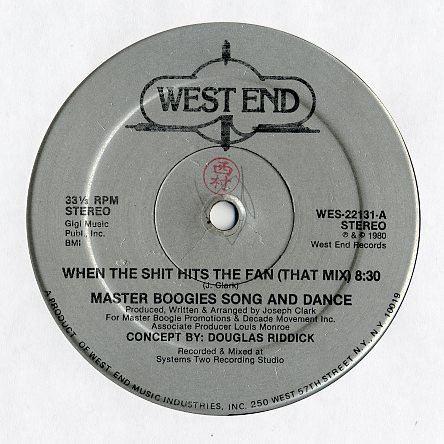 WEST END
西村
33⅓ RPM
STEREO
Gigi Music
Publ., Inc.
BMI
WES-22131-A
STEREO
℗ & © 1980
West End Records
WHEN THE SHIT HITS THE FAN (THAT MIX) 8:30
(J. Clark)
MASTER BOOGIES SONG AND DANCE
Produced, Written & Arranged by Joseph Clark
For Master Boogie Promotions & Decade Movement Inc.
Associate Producer Louis Monroe
CONCEPT BY: DOUGLAS RIDDICK
Recorded & Mixed at
Systems Two Recording Studio
A PRODUCT OF WEST END MUSIC INDUSTRIES, INC. 250 WEST 57TH STREET N.Y. N.Y. 10019